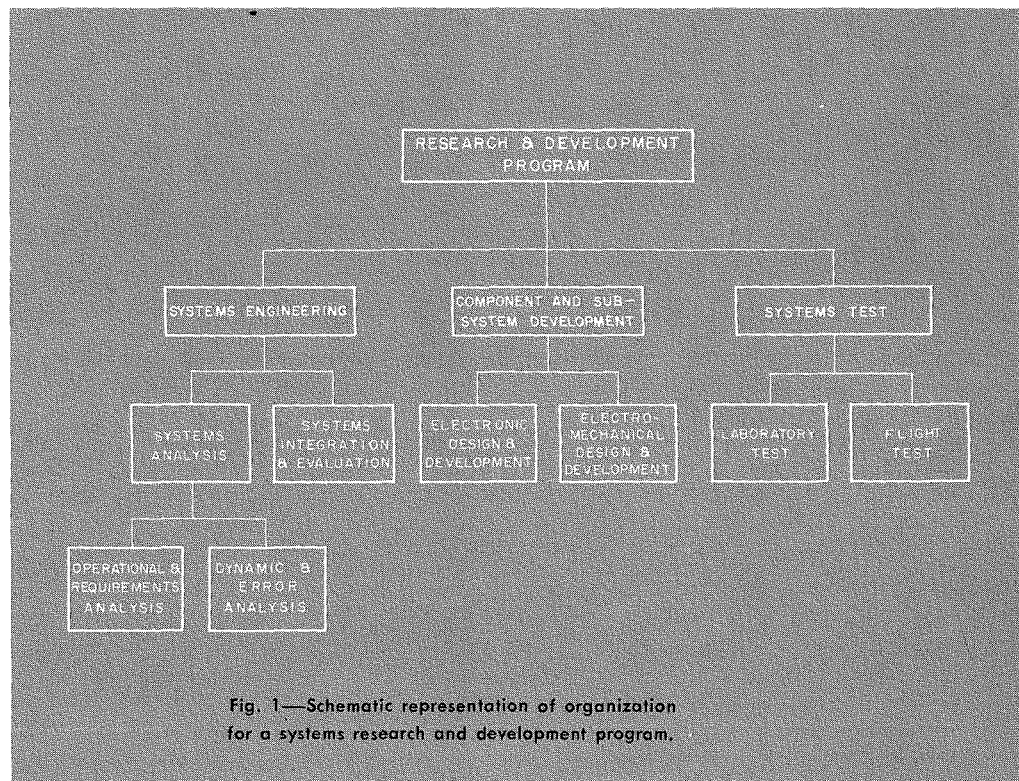 RESEARCH & DEVELOPMENT
PROGRAM
SYSTEMS ENGINEERING
COMPONENT AND SUB-
SYSTEM DEVELOPMENT
SYSTEMS TEST
SYSTEMS
ANALYSIS
SYSTEMS
INTEGRATION
& EVALUATION
ELECTRONIC
DESIGN &
DEVELOPMENT
ELECTRO-
MECHANICAL
DESIGN &
DEVELOPMENT
LABORATORY
TEST
FLIGHT
TEST
OPERATIONAL &
REQUIREMENTS
ANALYSIS
DYNAMIC &
ERROR
ANALYSIS
Fig. 1—Schematic representation of organization
for a systems research and development program.